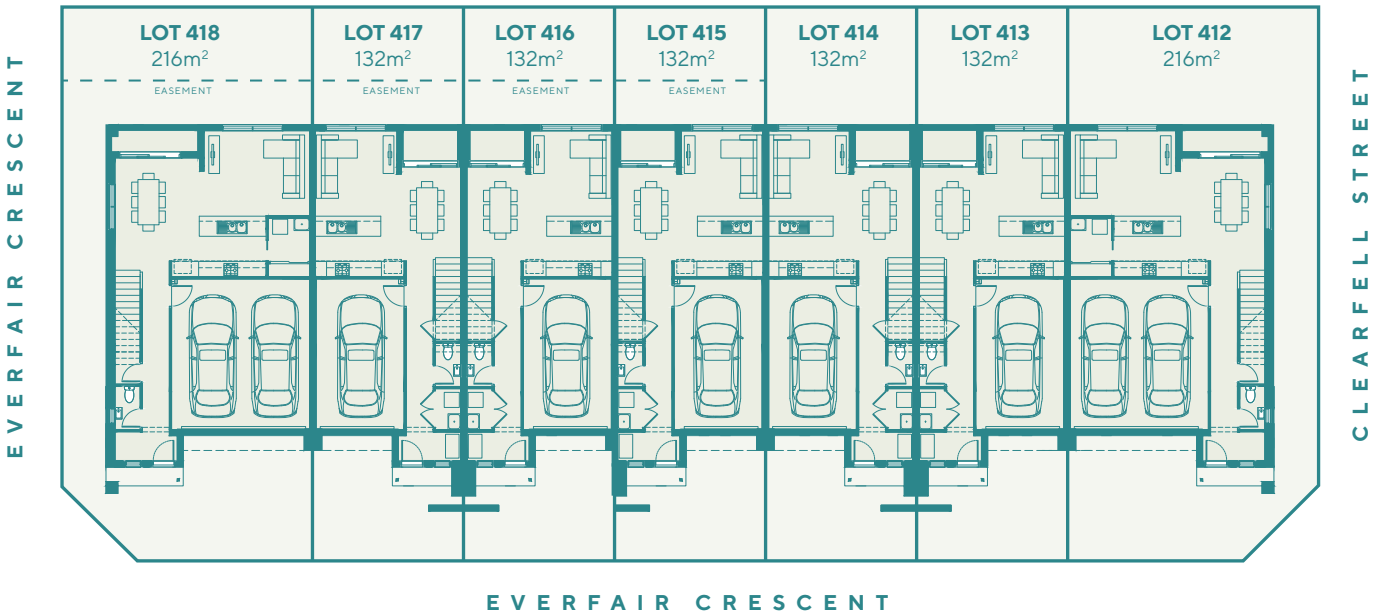 LOT 418
216m²
LOT 417
132m²
LOT 416
132m²
LOT 415
132m²
LOT 414
132m²
LOT 413
132m²
LOT 412
216m²
EASEMENT
EASEMENT
EASEMENT
EASEMENT
EVERFAIR CRESCENT
CLEARFELL STREET
EVERFAIR CRESCENT